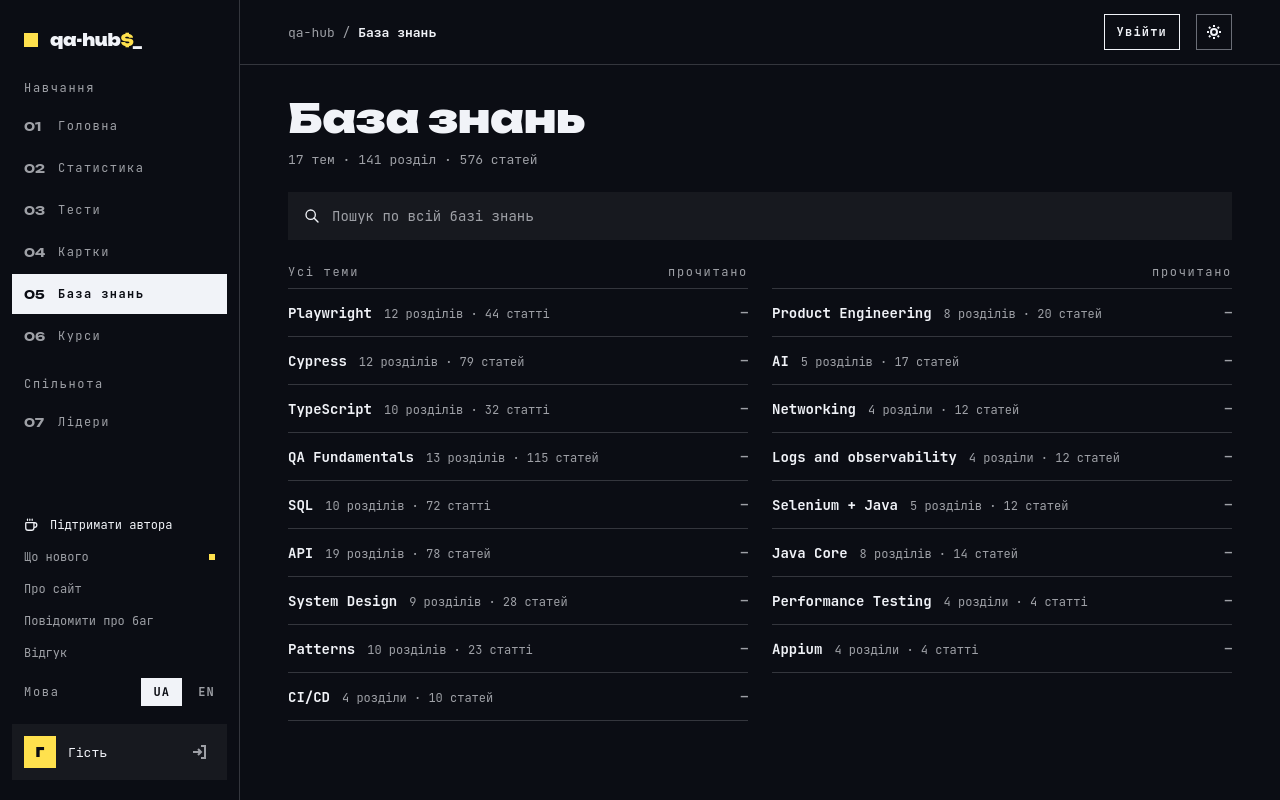 qa-hub$_
Навчання
01 Головна
02 Статистика
03 Тести
04 Картки
05 База знань
06 Курси
Спільнота
07 Лідери
Підтримати автора
Що нового
Про сайт
Повідомити про баг
Відгук
Мова UA EN
Г Гість
qa-hub / База знань
Увійти
База знань
17 тем · 141 розділ · 576 статей
Пошук по всій базі знань
Усі теми прочитано
Playwright 12 розділів · 44 статті —
Cypress 12 розділів · 79 статей —
TypeScript 10 розділів · 32 статті —
QA Fundamentals 13 розділів · 115 статей —
SQL 10 розділів · 72 статті —
API 19 розділів · 78 статей —
System Design 9 розділів · 28 статей —
Patterns 10 розділів · 23 статті —
CI/CD 4 розділи · 10 статей —
прочитано
Product Engineering 8 розділів · 20 статей —
AI 5 розділів · 17 статей —
Networking 4 розділи · 12 статей —
Logs and observability 4 розділи · 12 статей —
Selenium + Java 5 розділів · 12 статей —
Java Core 8 розділів · 14 статей —
Performance Testing 4 розділи · 4 статті —
Appium 4 розділи · 4 статті —